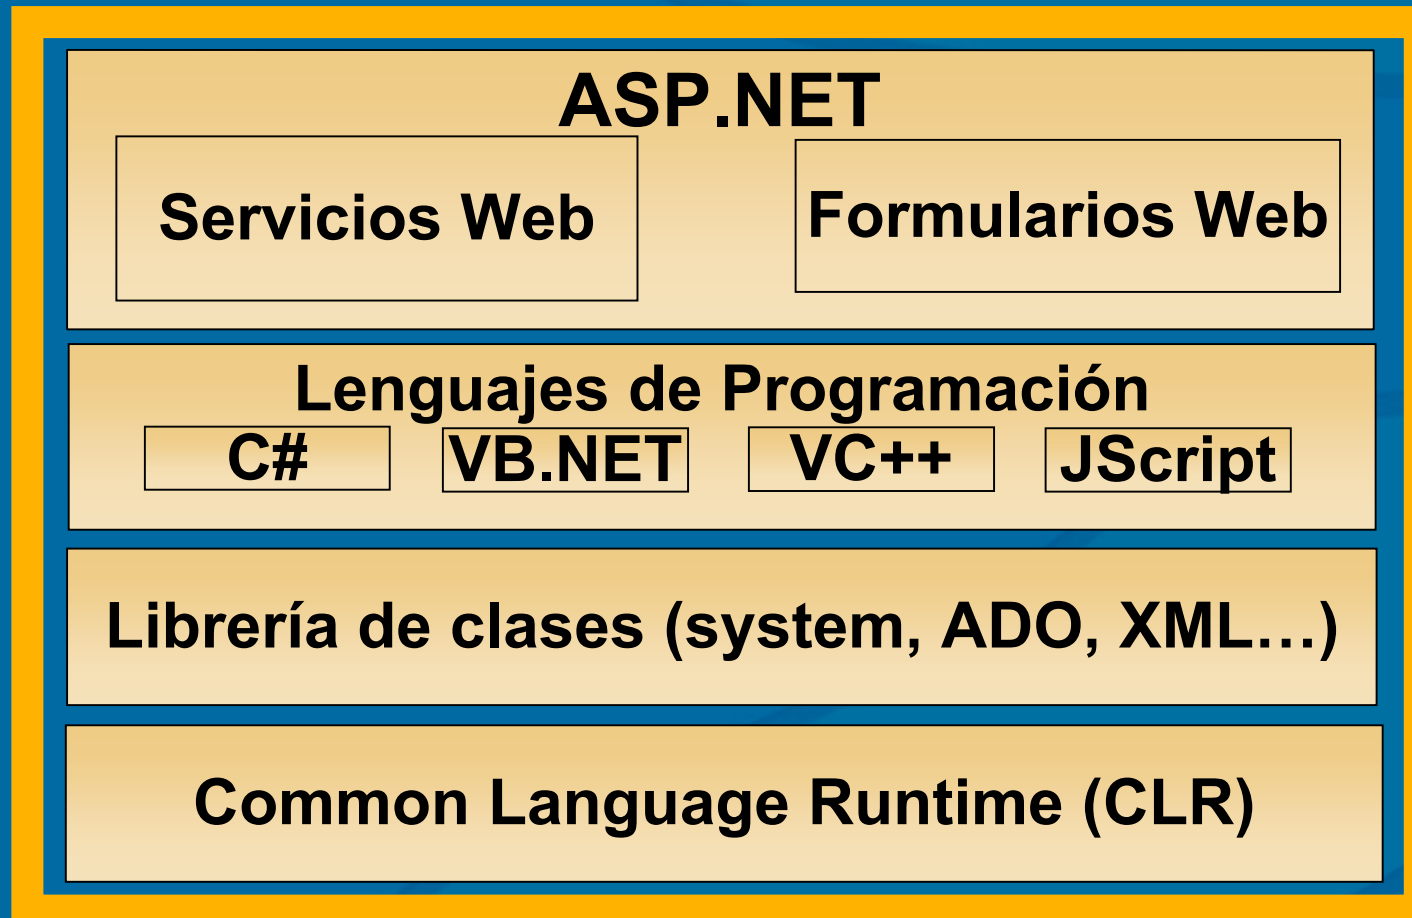 ASP.NET
Servicios Web
Formularios Web
Lenguajes de Programación
C#
VB.NET
VC++
JScript
Librería de clases (system, ADO, XML…)
Common Language Runtime (CLR)